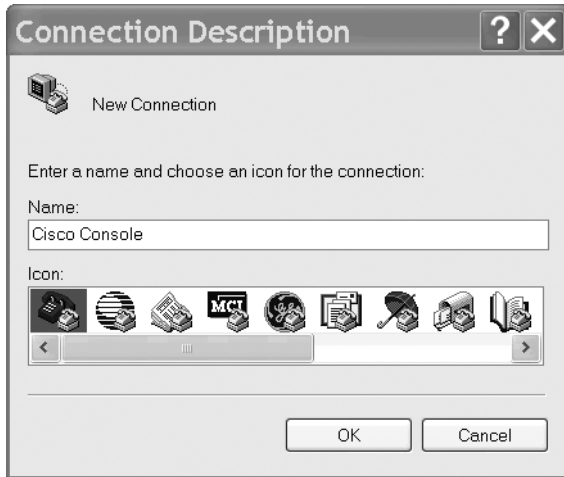 Connection Description
New Connection
Enter a name and choose an icon for the connection:
Name:
Cisco Console
Icon:
MCI
OK Cancel